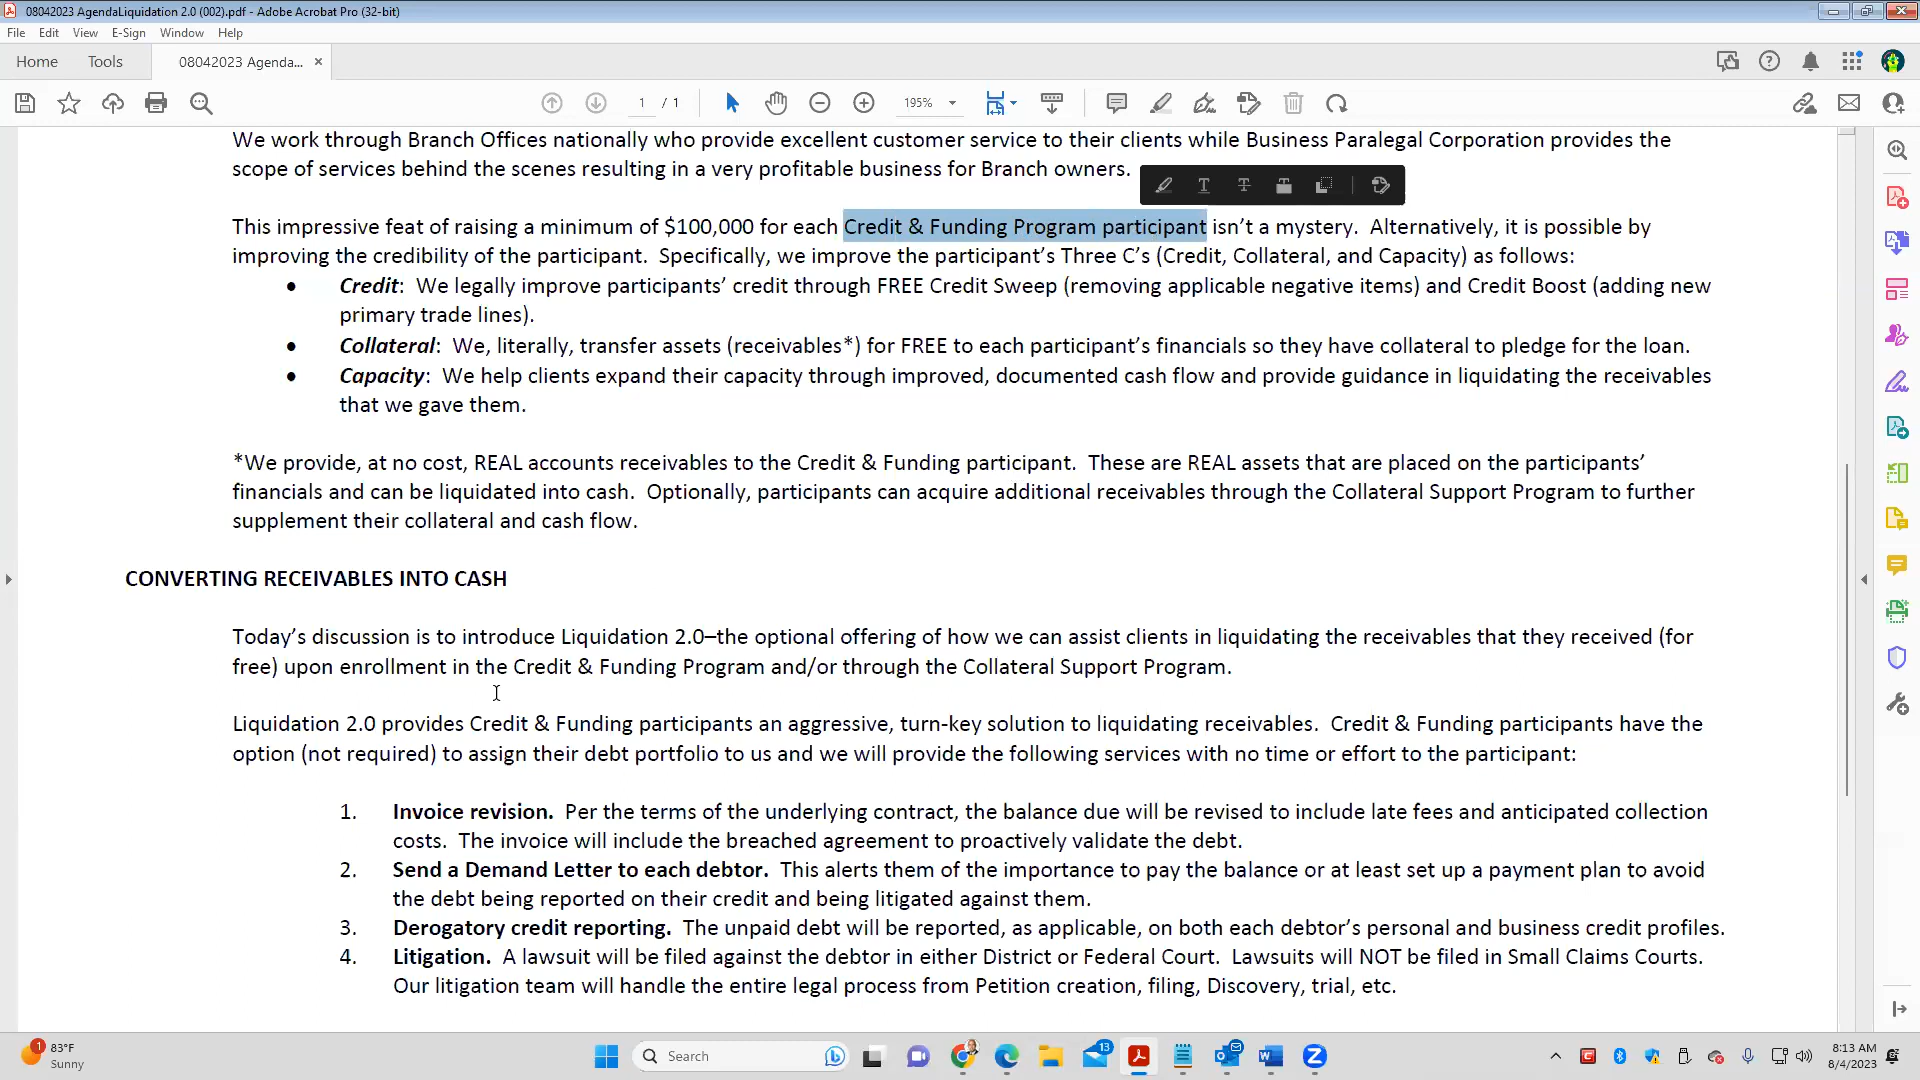 08042023 AgendaLiquidation 2.0 (002).pdf - Adobe Acrobat Pro (32-bit)
File Edit View E-Sign Window Help
Home Tools 08042023 Agenda... ×
1 / 1 195%
We work through Branch Offices nationally who provide excellent customer service to their clients while Business Paralegal Corporation provides the
scope of services behind the scenes resulting in a very profitable business for Branch owners.
This impressive feat of raising a minimum of $100,000 for each Credit & Funding Program participant isn’t a mystery. Alternatively, it is possible by
improving the credibility of the participant. Specifically, we improve the participant’s Three C’s (Credit, Collateral, and Capacity) as follows:
• Credit: We legally improve participants’ credit through FREE Credit Sweep (removing applicable negative items) and Credit Boost (adding new
primary trade lines).
• Collateral: We, literally, transfer assets (receivables*) for FREE to each participant’s financials so they have collateral to pledge for the loan.
• Capacity: We help clients expand their capacity through improved, documented cash flow and provide guidance in liquidating the receivables
that we gave them.
*We provide, at no cost, REAL accounts receivables to the Credit & Funding participant. These are REAL assets that are placed on the participants’
financials and can be liquidated into cash. Optionally, participants can acquire additional receivables through the Collateral Support Program to further
supplement their collateral and cash flow.
CONVERTING RECEIVABLES INTO CASH
Today’s discussion is to introduce Liquidation 2.0–the optional offering of how we can assist clients in liquidating the receivables that they received (for
free) upon enrollment in the Credit & Funding Program and/or through the Collateral Support Program.
Liquidation 2.0 provides Credit & Funding participants an aggressive, turn-key solution to liquidating receivables. Credit & Funding participants have the
option (not required) to assign their debt portfolio to us and we will provide the following services with no time or effort to the participant:
1. Invoice revision. Per the terms of the underlying contract, the balance due will be revised to include late fees and anticipated collection
costs. The invoice will include the breached agreement to proactively validate the debt.
2. Send a Demand Letter to each debtor. This alerts them of the importance to pay the balance or at least set up a payment plan to avoid
the debt being reported on their credit and being litigated against them.
3. Derogatory credit reporting. The unpaid debt will be reported, as applicable, on both each debtor’s personal and business credit profiles.
4. Litigation. A lawsuit will be filed against the debtor in either District or Federal Court. Lawsuits will NOT be filed in Small Claims Courts.
Our litigation team will handle the entire legal process from Petition creation, filing, Discovery, trial, etc.
1 83°F
Sunny
Search
13
8:13 AM
8/4/2023